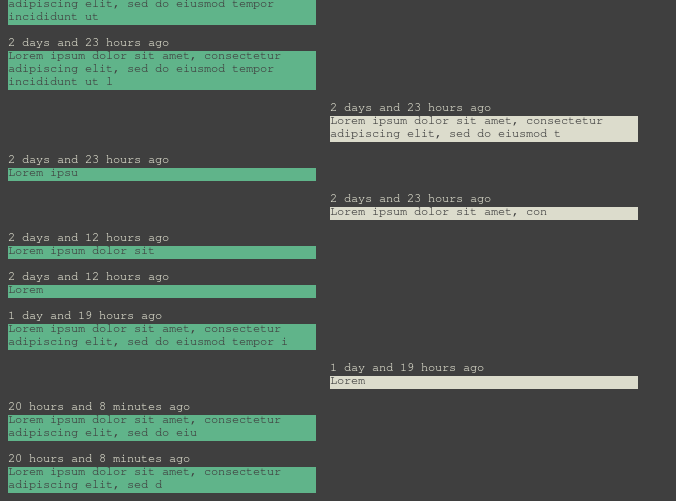 adipiscing elit, sed do eiusmod tempor
incididunt ut
2 days and 23 hours ago
Lorem ipsum dolor sit amet, consectetur
adipiscing elit, sed do eiusmod tempor
incididunt ut l
2 days and 23 hours ago
Lorem ipsum dolor sit amet, consectetur
adipiscing elit, sed do eiusmod t
2 days and 23 hours ago
Lorem ipsu
2 days and 23 hours ago
Lorem ipsum dolor sit amet, con
2 days and 12 hours ago
Lorem ipsum dolor sit
2 days and 12 hours ago
Lorem
1 day and 19 hours ago
Lorem ipsum dolor sit amet, consectetur
adipiscing elit, sed do eiusmod tempor i
1 day and 19 hours ago
Lorem
20 hours and 8 minutes ago
Lorem ipsum dolor sit amet, consectetur
adipiscing elit, sed do eiu
20 hours and 8 minutes ago
Lorem ipsum dolor sit amet, consectetur
adipiscing elit, sed d